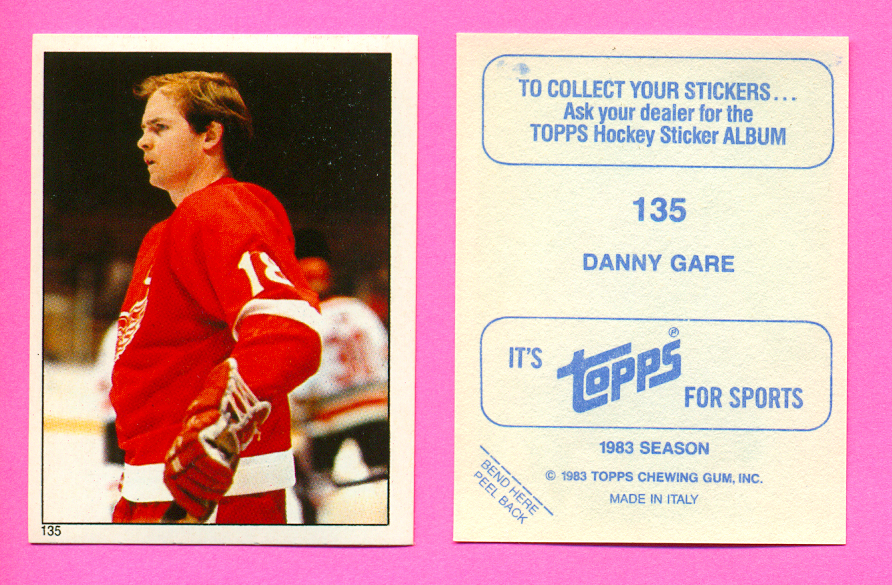 18
135
TO COLLECT YOUR STICKERS...
Ask your dealer for the
TOPPS Hockey Sticker ALBUM
135
DANNY GARE
IT'S
topps®
FOR SPORTS
1983 SEASON
© 1983 TOPPS CHEWING GUM, INC.
MADE IN ITALY
BEND HERE
PEEL BACK